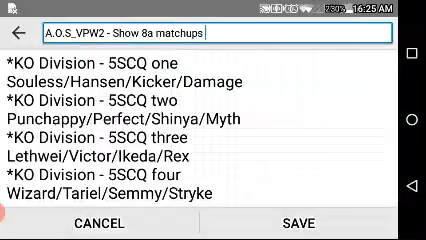 230% 16:25 AM
A.O.S_VPW2 - Show 8a matchups
*KO Division - 5SCQ one
Souless/Hansen/Kicker/Damage
*KO Division - 5SCQ two
Punchappy/Perfect/Shinya/Myth
*KO Division - 5SCQ three
Lethwei/Victor/Ikeda/Rex
*KO Division - 5SCQ four
Wizard/Tariel/Semmy/Stryke
CANCEL SAVE